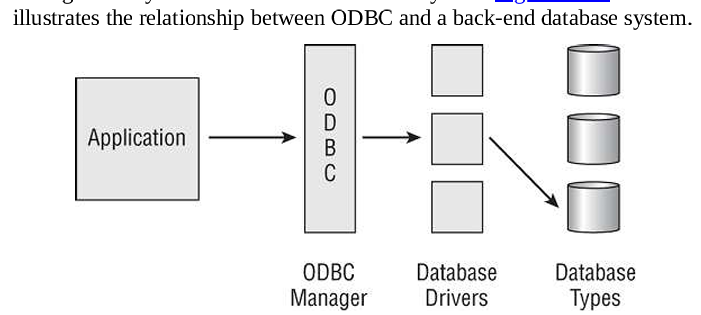 illustrates the relationship between ODBC and a back-end database system.
Application
O
D
B
C
ODBC
Manager
Database
Drivers
Database
Types